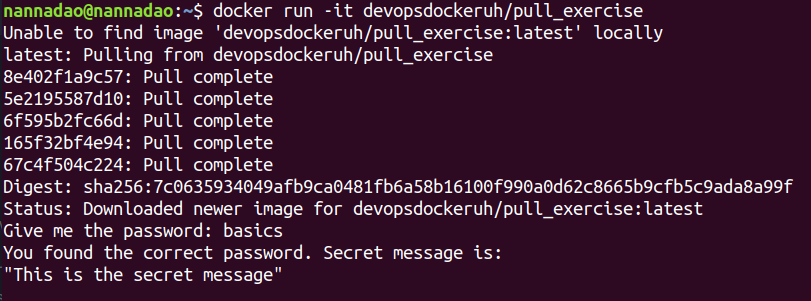 nannadao@nannadao:~$ docker run -it devopsdockeruh/pull_exercise
Unable to find image 'devopsdockeruh/pull_exercise:latest' locally
latest: Pulling from devopsdockeruh/pull_exercise
8e402f1a9c57: Pull complete
5e2195587d10: Pull complete
6f595b2fc66d: Pull complete
165f32bf4e94: Pull complete
67c4f504c224: Pull complete
Digest: sha256:7c0635934049afb9ca0481fb6a58b16100f990a0d62c8665b9cfb5c9ada8a99f
Status: Downloaded newer image for devopsdockeruh/pull_exercise:latest
Give me the password: basics
You found the correct password. Secret message is:
"This is the secret message"